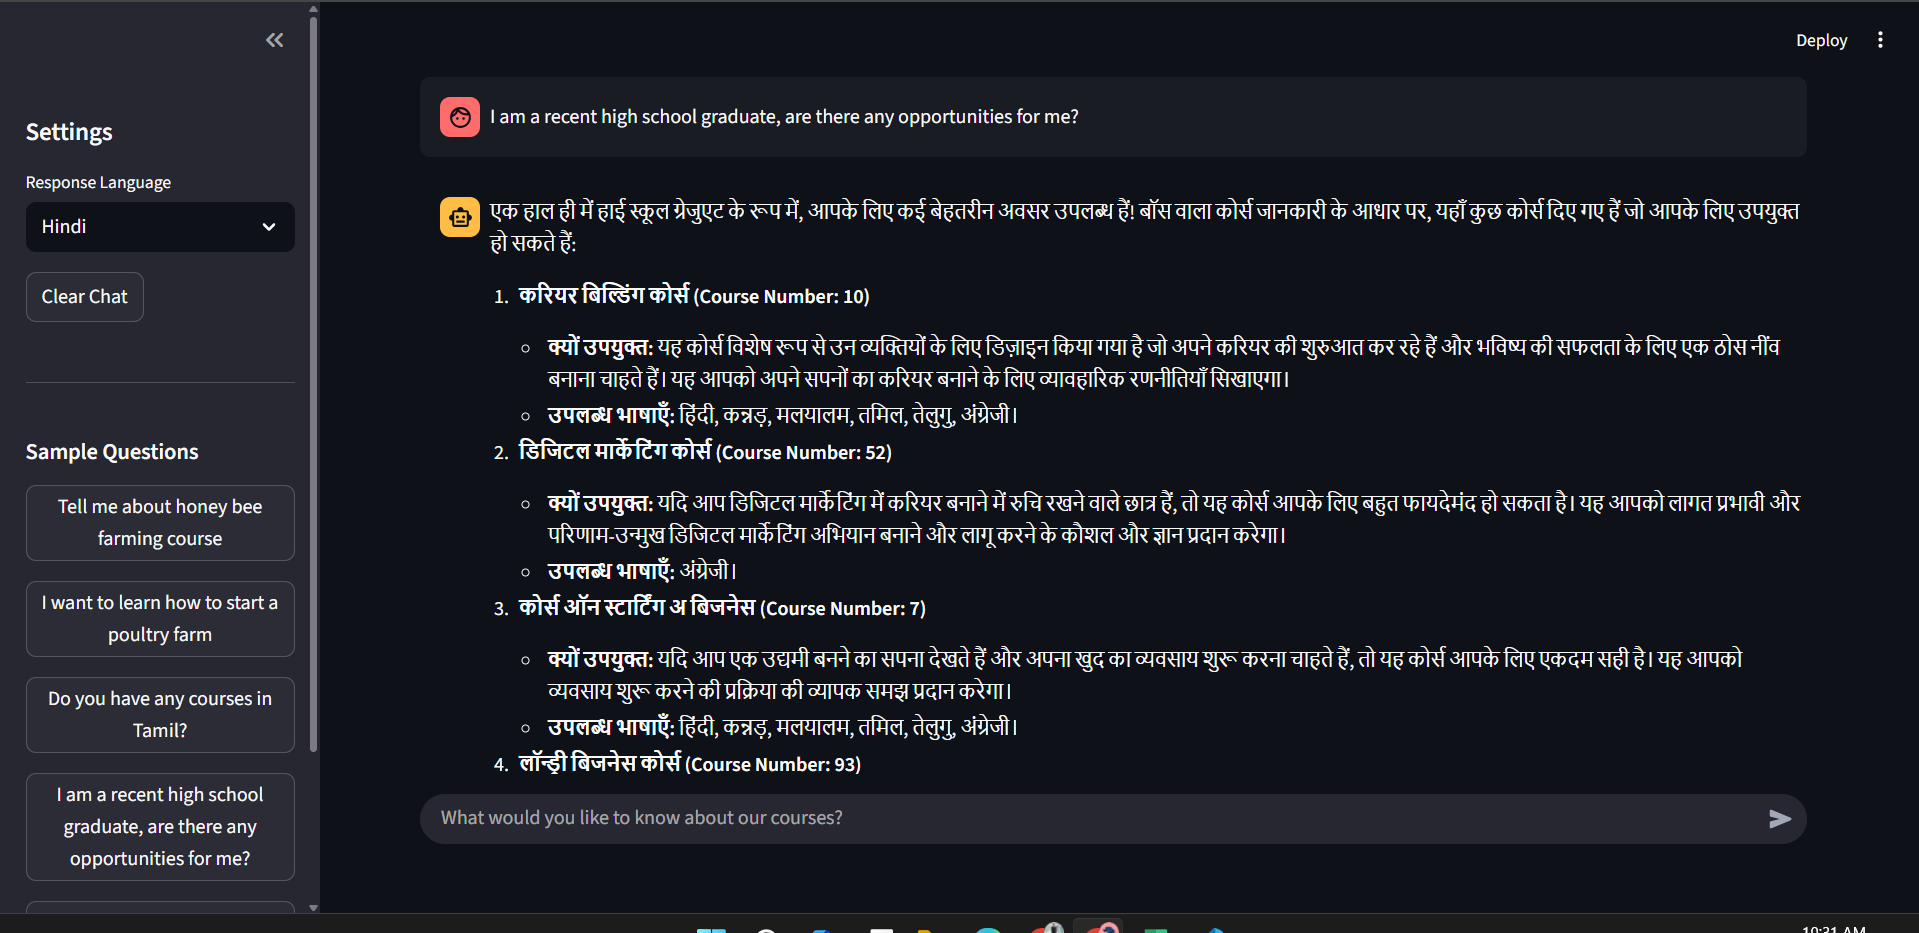 Deploy
Settings
Response Language
Hindi
Clear Chat
Sample Questions
Tell me about honey bee
farming course
I want to learn how to start a
poultry farm
Do you have any courses in
Tamil?
I am a recent high school
graduate, are there any
opportunities for me?
I am a recent high school graduate, are there any opportunities for me?
एक हाल ही में हाई स्कूल ग्रेजुएट के रूप में, आपके लिए कई बेहतरीन अवसर उपलब्ध हैं! बॉस वाला कोर्स जानकारी के आधार पर, यहाँ कुछ कोर्स दिए गए हैं जो आपके लिए उपयुक्त
हो सकते हैं:
1. करियर बिल्डिंग कोर्स (Course Number: 10)
क्यों उपयुक्त: यह कोर्स विशेष रूप से उन व्यक्तियों के लिए डिज़ाइन किया गया है जो अपने करियर की शुरुआत कर रहे हैं और भविष्य की सफलता के लिए एक ठोस नींव
बनाना चाहते हैं। यह आपको अपने सपनों का करियर बनाने के लिए व्यावहारिक रणनीतियाँ सिखाएगा।
उपलब्ध भाषाएँ: हिंदी, कन्नड़, मलयालम, तमिल, तेलुगु, अंग्रेजी।
2. डिजिटल मार्केटिंग कोर्स (Course Number: 52)
क्यों उपयुक्त: यदि आप डिजिटल मार्केटिंग में करियर बनाने में रुचि रखने वाले छात्र हैं, तो यह कोर्स आपके लिए बहुत फायदेमंद हो सकता है। यह आपको लागत प्रभावी और
परिणाम-उन्मुख डिजिटल मार्केटिंग अभियान बनाने और लागू करने के कौशल और ज्ञान प्रदान करेगा।
उपलब्ध भाषाएँ: अंग्रेजी।
3. कोर्स ऑन स्टार्टिंग अ बिजनेस (Course Number: 7)
क्यों उपयुक्त: यदि आप एक उद्यमी बनने का सपना देखते हैं और अपना खुद का व्यवसाय शुरू करना चाहते हैं, तो यह कोर्स आपके लिए एकदम सही है। यह आपको
व्यवसाय शुरू करने की प्रक्रिया की व्यापक समझ प्रदान करेगा।
उपलब्ध भाषाएँ: हिंदी, कन्नड़, मलयालम, तमिल, तेलुगु, अंग्रेजी।
4. लॉन्ड्री बिजनेस कोर्स (Course Number: 93)
What would you like to know about our courses?
10:31 AM